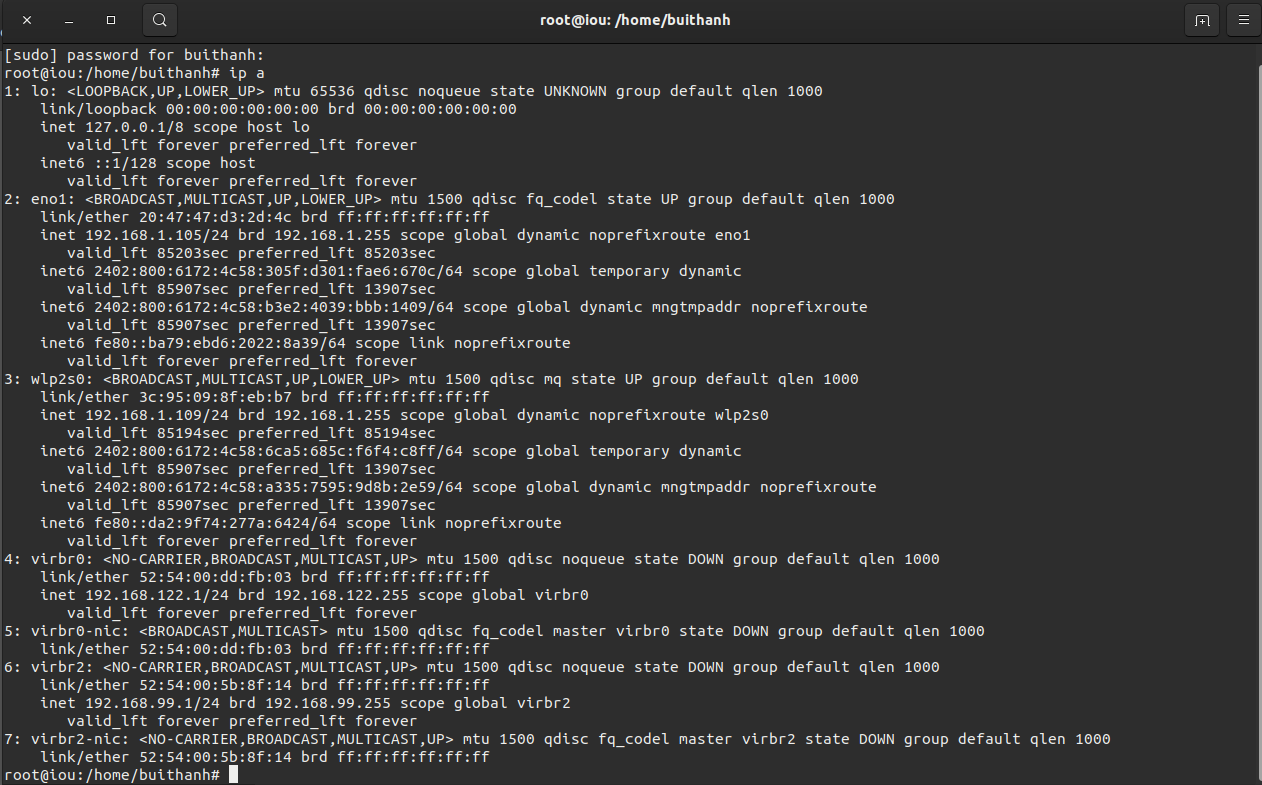 root@iou: /home/buithanh
[sudo] password for buithanh:
root@iou:/home/buithanh# ip a
1: lo: <LOOPBACK,UP,LOWER_UP> mtu 65536 qdisc noqueue state UNKNOWN group default qlen 1000
    link/loopback 00:00:00:00:00:00 brd 00:00:00:00:00:00
    inet 127.0.0.1/8 scope host lo
       valid_lft forever preferred_lft forever
    inet6 ::1/128 scope host
       valid_lft forever preferred_lft forever
2: eno1: <BROADCAST,MULTICAST,UP,LOWER_UP> mtu 1500 qdisc fq_codel state UP group default qlen 1000
    link/ether 20:47:47:d3:2d:4c brd ff:ff:ff:ff:ff:ff
    inet 192.168.1.105/24 brd 192.168.1.255 scope global dynamic noprefixroute eno1
       valid_lft 85203sec preferred_lft 85203sec
    inet6 2402:800:6172:4c58:305f:d301:fae6:670c/64 scope global temporary dynamic
       valid_lft 85907sec preferred_lft 13907sec
    inet6 2402:800:6172:4c58:b3e2:4039:bbb:1409/64 scope global dynamic mngtmpaddr noprefixroute
       valid_lft 85907sec preferred_lft 13907sec
    inet6 fe80::ba79:ebd6:2022:8a39/64 scope link noprefixroute
       valid_lft forever preferred_lft forever
3: wlp2s0: <BROADCAST,MULTICAST,UP,LOWER_UP> mtu 1500 qdisc mq state UP group default qlen 1000
    link/ether 3c:95:09:8f:eb:b7 brd ff:ff:ff:ff:ff:ff
    inet 192.168.1.109/24 brd 192.168.1.255 scope global dynamic noprefixroute wlp2s0
       valid_lft 85194sec preferred_lft 85194sec
    inet6 2402:800:6172:4c58:6ca5:685c:f6f4:c8ff/64 scope global temporary dynamic
       valid_lft 85907sec preferred_lft 13907sec
    inet6 2402:800:6172:4c58:a335:7595:9d8b:2e59/64 scope global dynamic mngtmpaddr noprefixroute
       valid_lft 85907sec preferred_lft 13907sec
    inet6 fe80::da2:9f74:277a:6424/64 scope link noprefixroute
       valid_lft forever preferred_lft forever
4: virbr0: <NO-CARRIER,BROADCAST,MULTICAST,UP> mtu 1500 qdisc noqueue state DOWN group default qlen 1000
    link/ether 52:54:00:dd:fb:03 brd ff:ff:ff:ff:ff:ff
    inet 192.168.122.1/24 brd 192.168.122.255 scope global virbr0
       valid_lft forever preferred_lft forever
5: virbr0-nic: <BROADCAST,MULTICAST> mtu 1500 qdisc fq_codel master virbr0 state DOWN group default qlen 1000
    link/ether 52:54:00:dd:fb:03 brd ff:ff:ff:ff:ff:ff
6: virbr2: <NO-CARRIER,BROADCAST,MULTICAST,UP> mtu 1500 qdisc noqueue state DOWN group default qlen 1000
    link/ether 52:54:00:5b:8f:14 brd ff:ff:ff:ff:ff:ff
    inet 192.168.99.1/24 brd 192.168.99.255 scope global virbr2
       valid_lft forever preferred_lft forever
7: virbr2-nic: <NO-CARRIER,BROADCAST,MULTICAST,UP> mtu 1500 qdisc fq_codel master virbr2 state DOWN group default qlen 1000
    link/ether 52:54:00:5b:8f:14 brd ff:ff:ff:ff:ff:ff
root@iou:/home/buithanh#